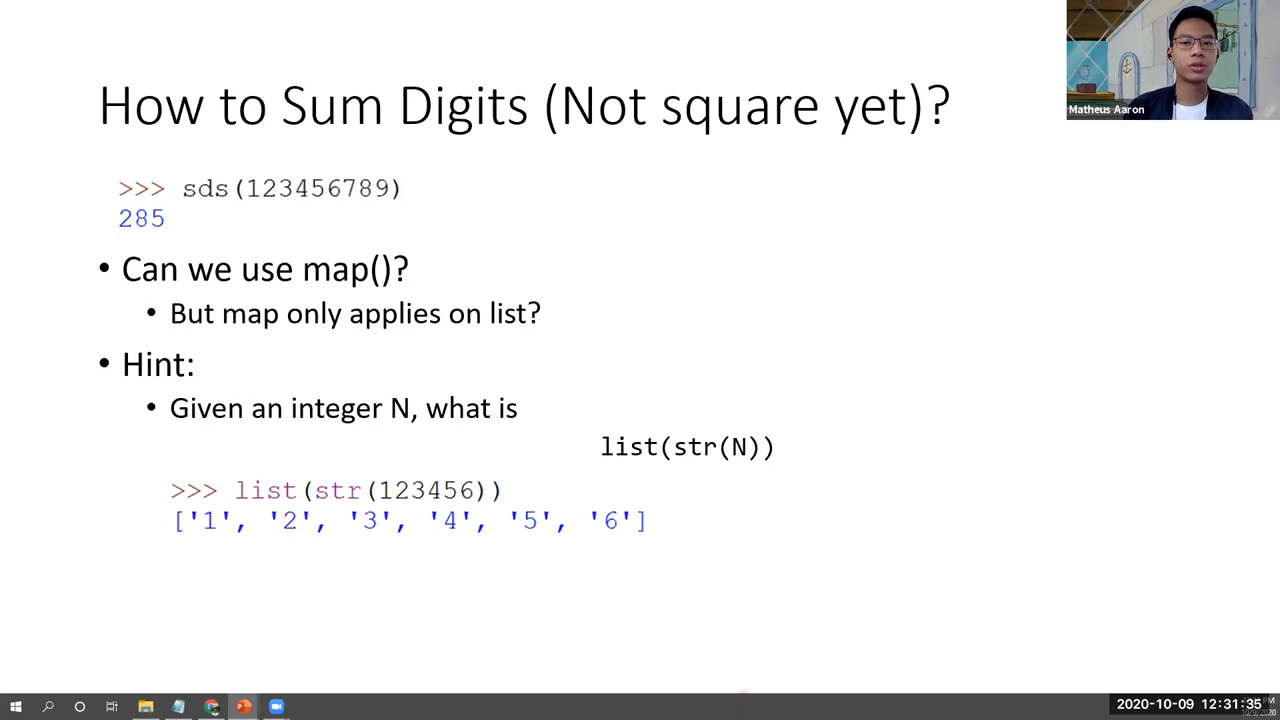 How to Sum Digits (Not square yet)?
Matheus Aaron
>>> sds(123456789)
285
• Can we use map()?
• But map only applies on list?
• Hint:
• Given an integer N, what is
list(str(N))
>>> list(str(123456))
['1', '2', '3', '4', '5', '6']
2020-10-09 12:31:35